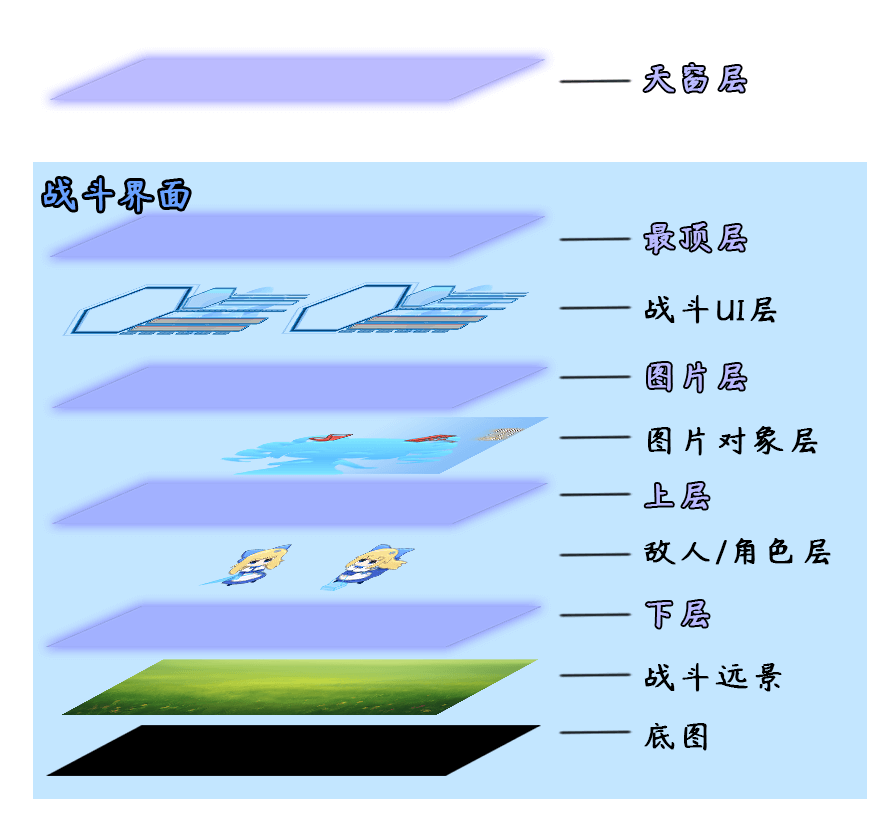 天窗层
战斗界面
最顶层
战斗UI层
图片层
图片对象层
上层
敌人/角色层
下层
战斗远景
底图